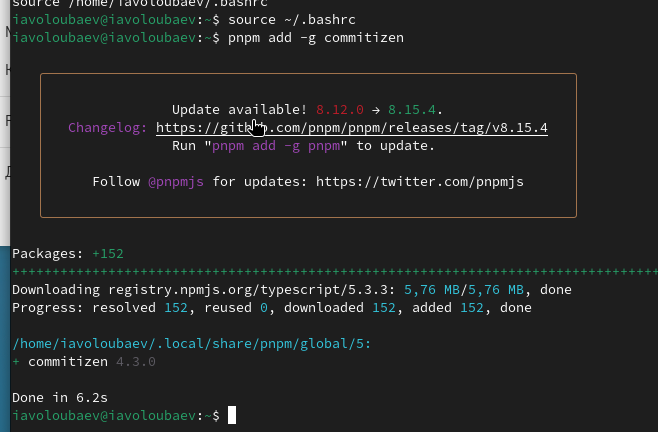 source /home/iavoloubaev/.bashrc
iavoloubaev@iavoloubaev:~$ source ~/.bashrc
iavoloubaev@iavoloubaev:~$ pnpm add -g commitizen
Update available! 8.12.0 → 8.15.4.
Changelog: https://github.com/pnpm/pnpm/releases/tag/v8.15.4
Run "pnpm add -g pnpm" to update.
Follow @pnpmjs for updates: https://twitter.com/pnpmjs
Packages: +152
++++++++++++++++++++++++++++++++++++++++++++++++++++++++++++++++++++++++++++++++
Downloading registry.npmjs.org/typescript/5.3.3: 5,76 MB/5,76 MB, done
Progress: resolved 152, reused 0, downloaded 152, added 152, done
/home/iavoloubaev/.local/share/pnpm/global/5:
+ commitizen 4.3.0
Done in 6.2s
iavoloubaev@iavoloubaev:~$